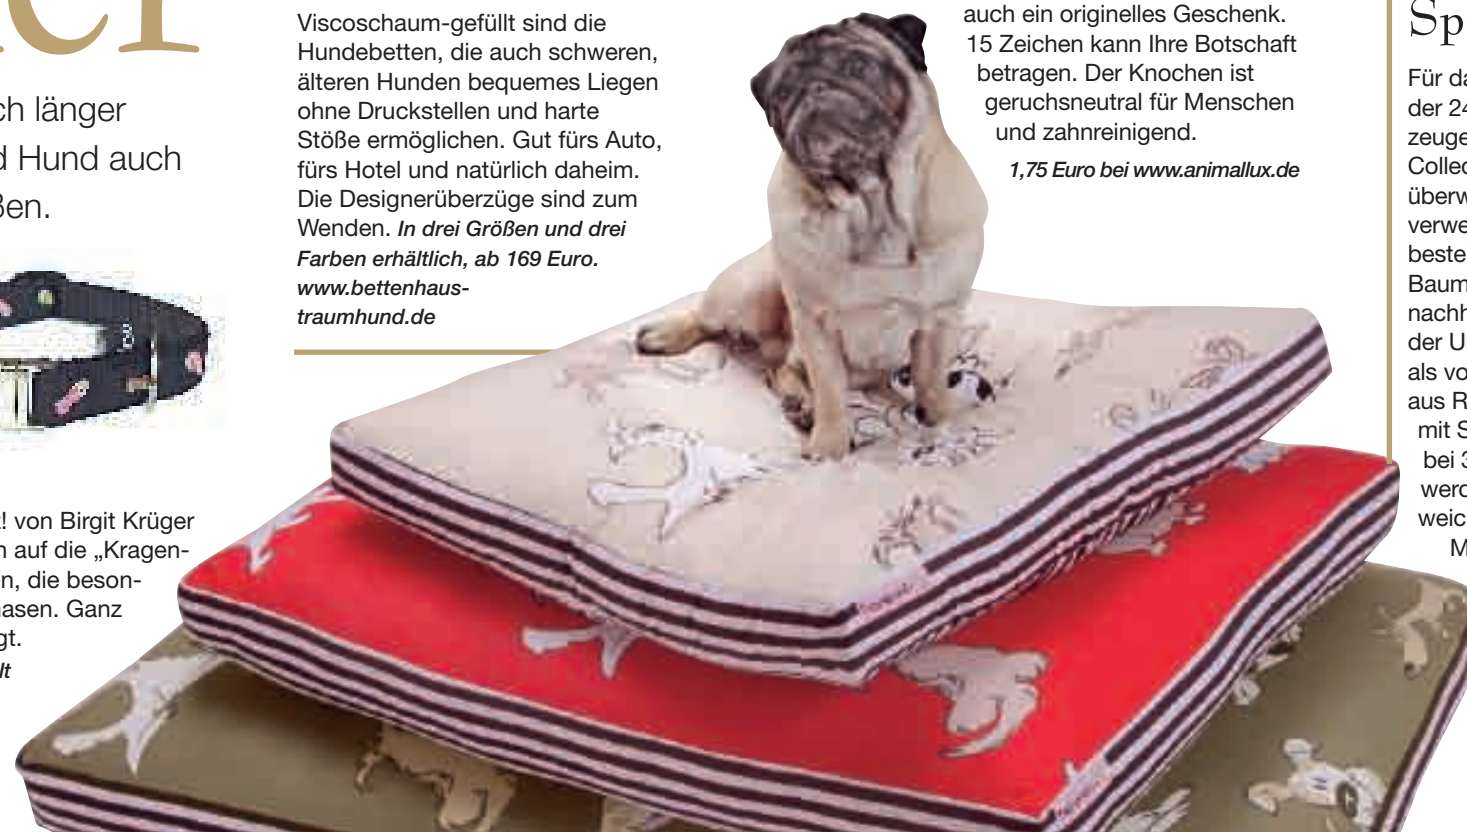 ch länger
d Hund auch
ßen.
! von Birgit Krüger
n auf die „Kragen-
en, die beson-
nasen. Ganz
gt.
lt
Viscoschaum-gefüllt sind die
Hundebetten, die auch schweren,
älteren Hunden bequemes Liegen
ohne Druckstellen und harte
Stöße ermöglichen. Gut fürs Auto,
fürs Hotel und natürlich daheim.
Die Designerüberzüge sind zum
Wenden. In drei Größen und drei
Farben erhältlich, ab 169 Euro.
www.bettenhaus-
traumhund.de
auch ein originelles Geschenk.
15 Zeichen kann Ihre Botschaft
betragen. Der Knochen ist
geruchsneutral für Menschen
und zahnreinigend.
1,75 Euro bei www.animallux.de
Sp
Für da
der 24
zeuge
Collec
überw
verwe
beste
Baum
nachh
der U
als vo
aus R
mit S
bei 3
werd
weic
M